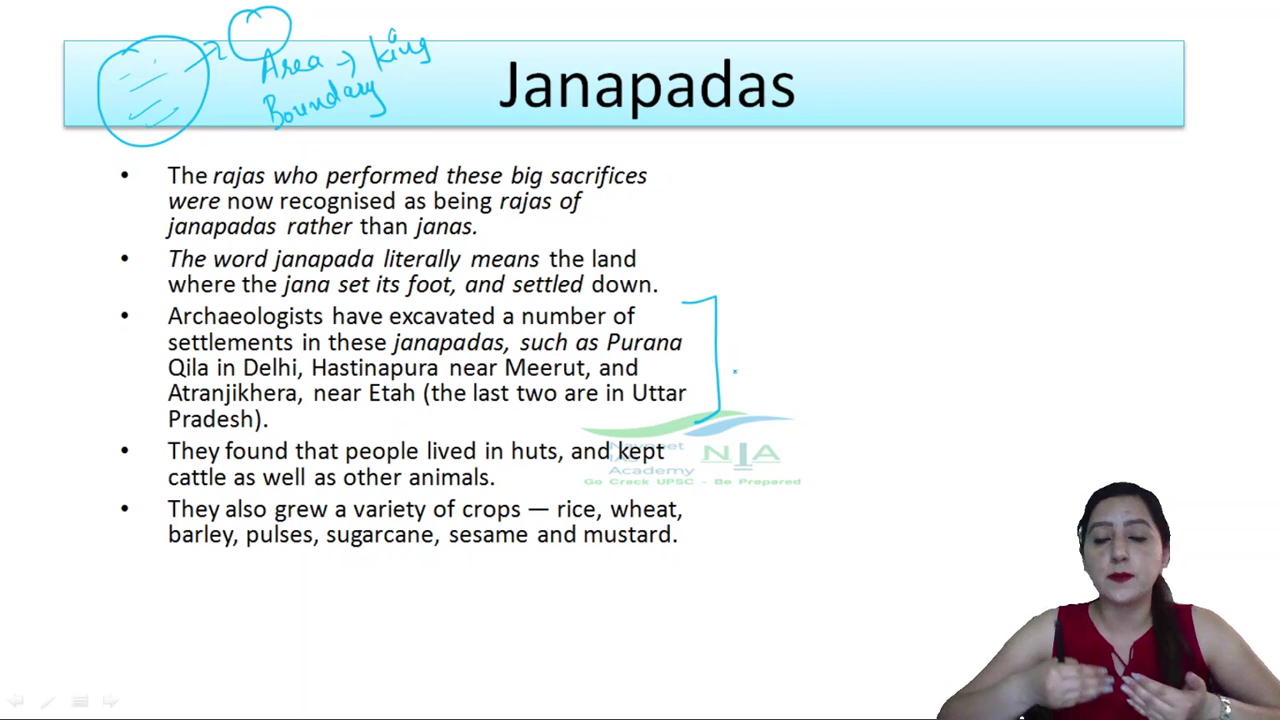 Area → king
Boundary
Janapadas
• The rajas who performed these big sacrifices
were now recognised as being rajas of
janapadas rather than janas.
• The word janapada literally means the land
where the jana set its foot, and settled down.
• Archaeologists have excavated a number of
settlements in these janapadas, such as Purana
Qila in Delhi, Hastinapura near Meerut, and
Atranjikhera, near Etah (the last two are in Uttar
Pradesh).
• They found that people lived in huts, and kept
cattle as well as other animals.
• They also grew a variety of crops — rice, wheat,
barley, pulses, sugarcane, sesame and mustard.
Navneet
IAS
Academy
NIA
Go Crack UPSC - Be Prepared